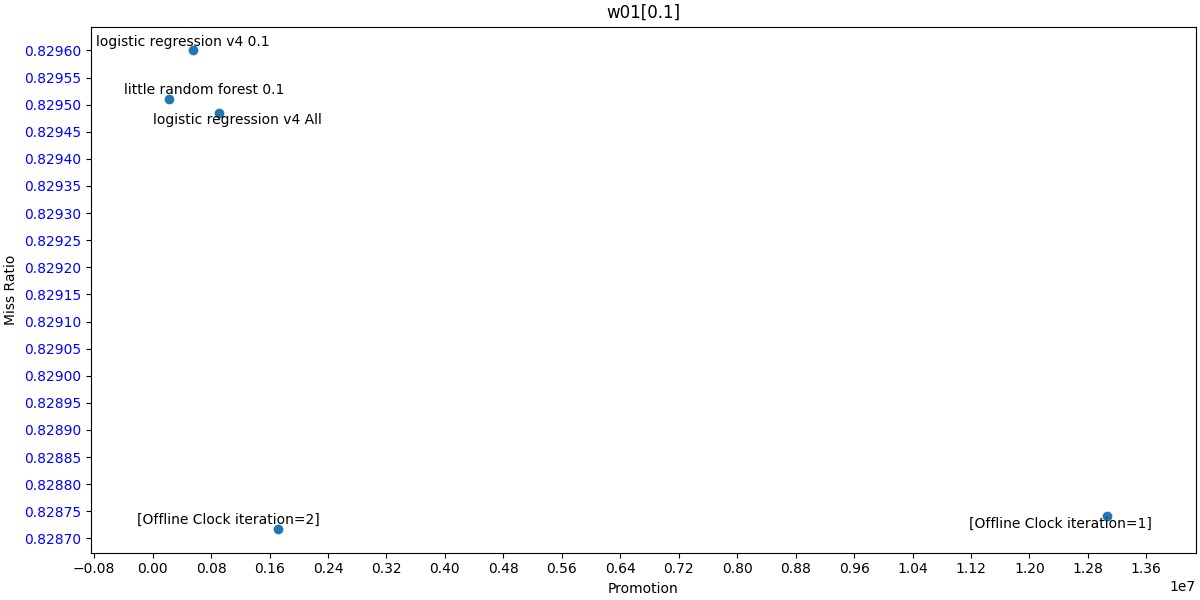 w01[0.1]
logistic regression v4 0.1
little random forest 0.1
logistic regression v4 All
[Offline Clock iteration=2]
[Offline Clock iteration=1]
Miss Ratio
0.82960
0.82955
0.82950
0.82945
0.82940
0.82935
0.82930
0.82925
0.82920
0.82915
0.82910
0.82905
0.82900
0.82895
0.82890
0.82885
0.82880
0.82875
0.82870
−0.08 0.00 0.08 0.16 0.24 0.32 0.40 0.48 0.56 0.64 0.72 0.80 0.88 0.96 1.04 1.12 1.20 1.28 1.36
1e7
Promotion